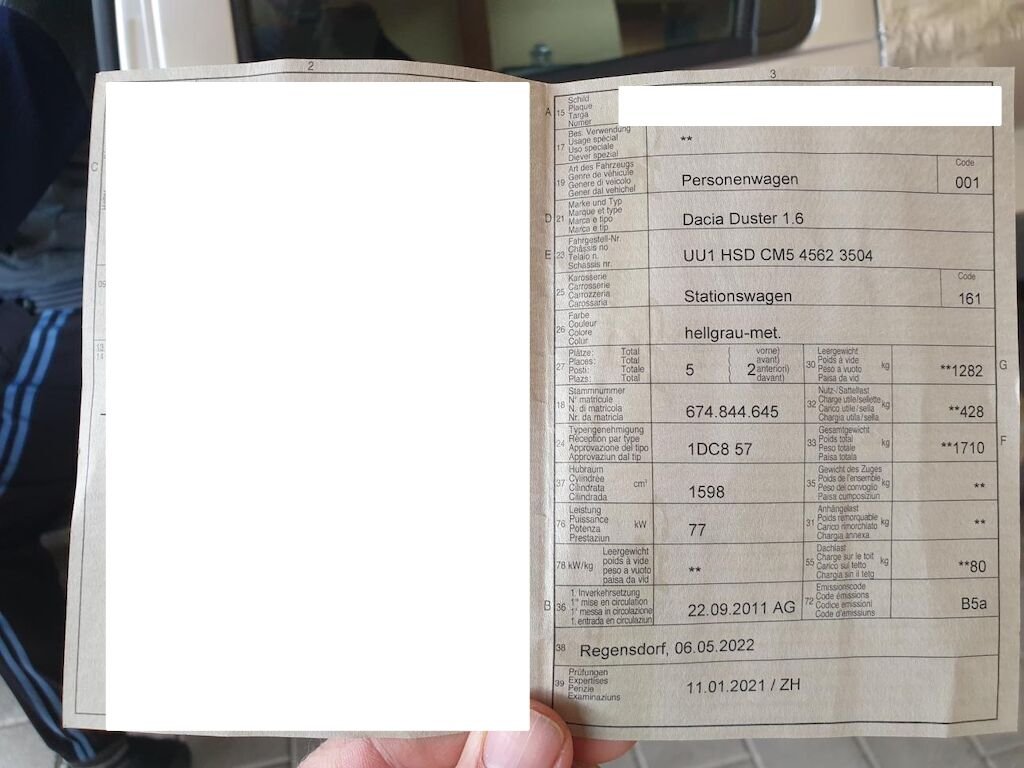 2
3
A 15 Schild
Plaque
Targa
Numer
17 Bes. Verwendung
Usage spécial
Uso speciale
Diever spezial
**
C
19 Art des Fahrzeugs
Genre de véhicule
Genere di veicolo
Gener dal vehichel
Personenwagen
Code
001
D 21 Marke und Typ
Marque et type
Marca e tipo
Marca e tip
Dacia Duster 1.6
E 23 Fahrgestell-Nr
Châssis no
Telaio n.
Schassis nr.
UU1 HSD CM5 4562 3504
25 Karosserie
Carrosserie
Carrozzeria
Carossaria
Stationswagen
Code
161
09
26 Farbe
Couleur
Colore
Colur
hellgrau-met.
13
14
27 Plätze: Total
Places: Total
Posti: Totale
Plazs: Total
5
( vorne)
( avant)
2 anteriori)
( davant)
30 Leergewicht
Poids à vide
Peso a vuoto
Paisa da vid
kg
**1282
G
18 Stammnummer
N° matricule
N. di matricola
Nr. da matricla
674.844.645
32 Nutz-/Sattellast
Charge utile/sellette
Carico utile/sella
Chargia utila/sella
kg
**428
24 Typengenehmigung
Réception par type
Approvazione del tipo
Approvaziun dal tip
1DC8 57
33 Gesamtgewicht
Poids total
Peso totale
Paisa totala
kg
**1710
F
37 Hubraum
Cylindrée
Cilindrata
Cilindrada
cm³
1598
35 Gewicht des Zuges
Poids de l'ensemble
Peso del convoglio
Paisa cumposiziun
kg
**
76 Leistung
Puissance
Potenza
Prestaziun
kW
77
31 Anhängelast
Poids remorquable
Carico rimorchiato
Chargia annexa
kg
**
78 kW/kg
Leergewicht
poids à vide
peso a vuoto
paisa da vid
**
55 Dachlast
Charge sur le toit
Carico sul tetto
Chargia sin il tetg
kg
**80
B 36 1. Inverkehrsetzung
1re mise en circulation
1a messa in circolazione
1. entrada en circulaziun
22.09.2011 AG
72 Emissionscode
Code émissions
Codice emissioni
Code d'emissiuns
B5a
38 Regensdorf, 06.05.2022
39 Prüfungen
Expertises
Perizie
Examinaziuns
11.01.2021 / ZH